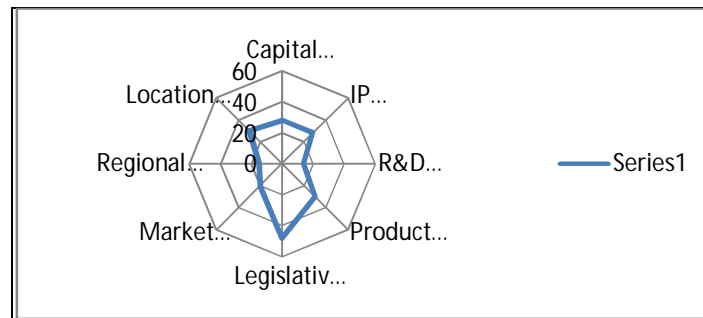 Capital...
60
Location...
IP...
40
20
Regional...
0
R&D...
Series1
Market...
Product...
Legislativ...